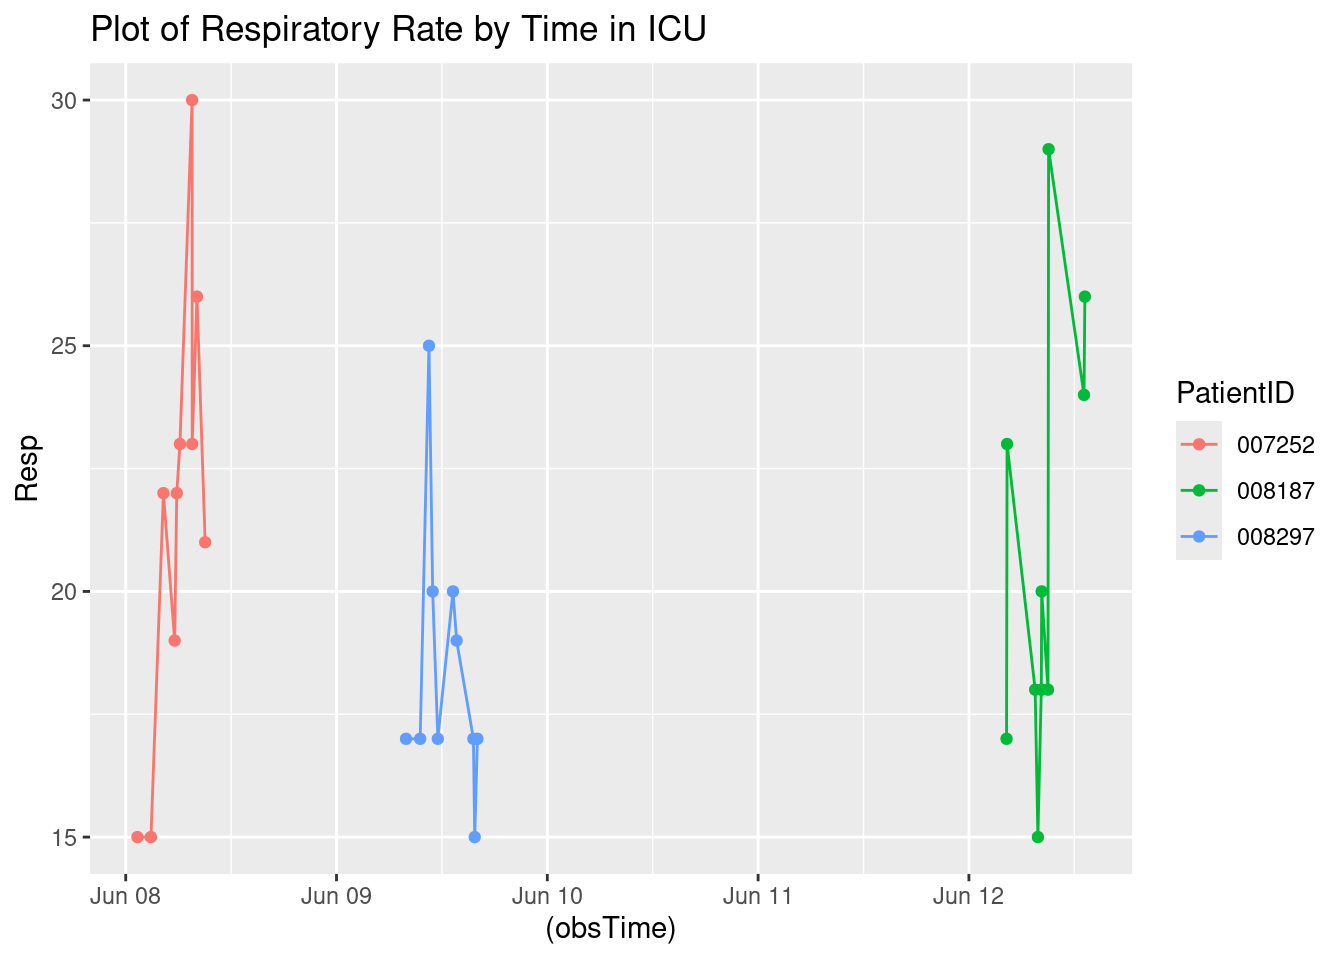 Plot of Respiratory Rate by Time in ICU
30
25
20
15
Resp
Jun 08 Jun 09 Jun 10 Jun 11 Jun 12
(obsTime)
PatientID
007252
008187
008297